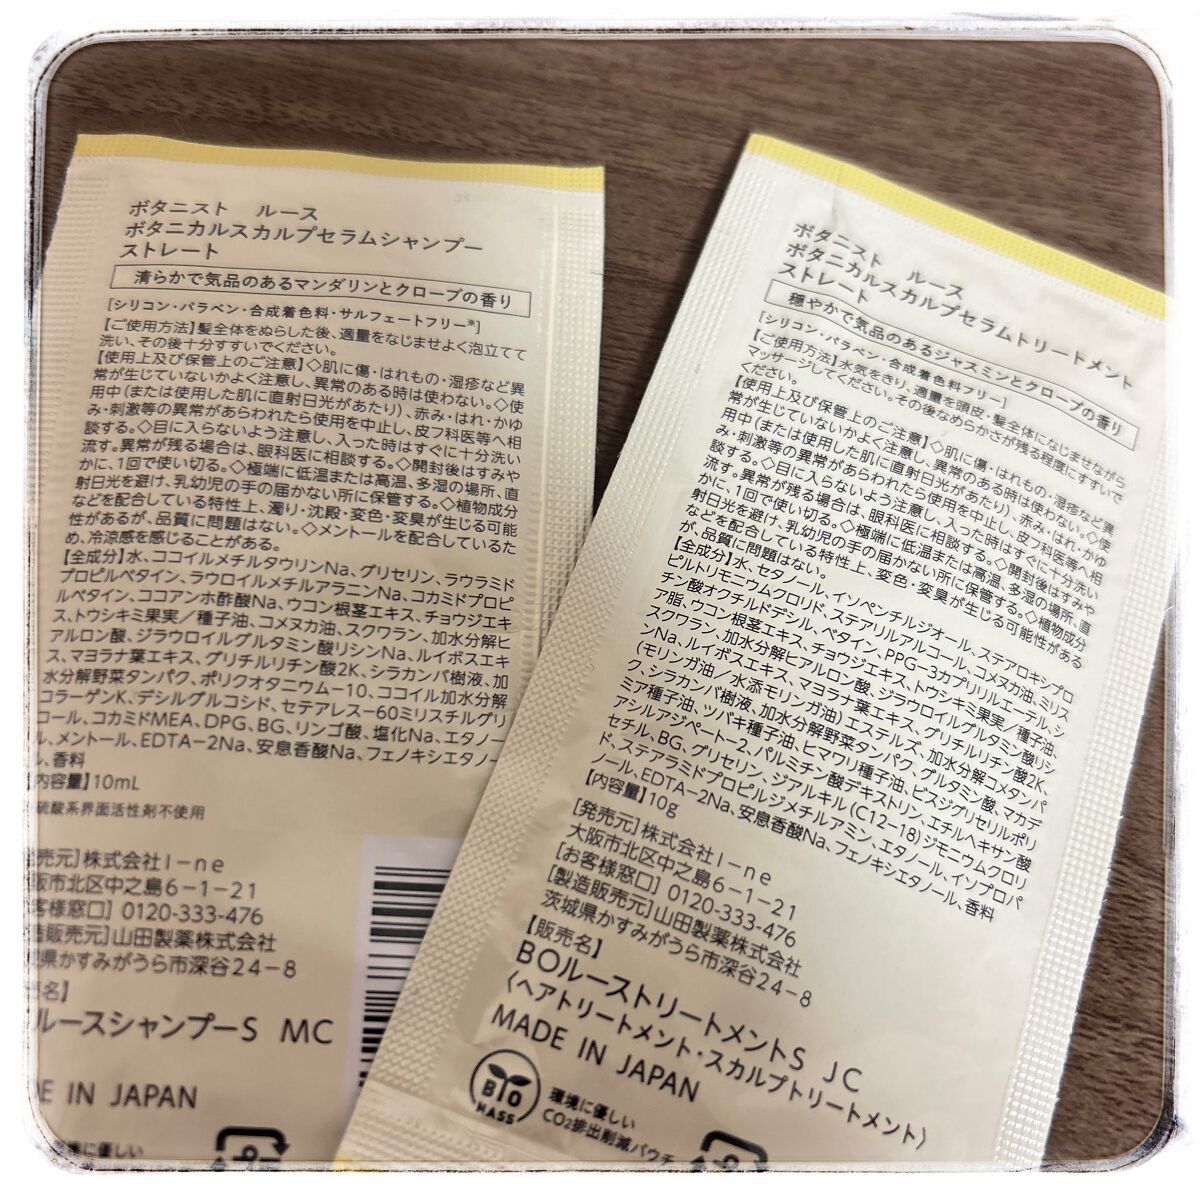 ボタニスト ルース
ボタニカルスカルプセラムシャンプー
ストレート
清らかで気品のあるマンダリンとクローブの香り
[シリコン・パラベン・合成着色料・サルフェートフリー※]
【ご使用方法】髪全体をぬらした後、適量をなじませよく泡立てて
洗い、その後十分すすいでください。
【使用上及び保管上のご注意】◇肌に傷・はれもの・湿疹など異
常が生じていないかよく注意し、異常のある時は使わない。◇使
用中(または使用した肌に直射日光があたり)、赤み・はれ・かゆ
み・刺激等の異常があらわれたら使用を中止し、皮フ科医等へ相
談する。◇目に入らないよう注意し、入った時はすぐに十分洗い
流す。異常が残る場合は、眼科医に相談する。◇開封後はすみや
かに、1回で使い切る。◇極端に低温または高温、多湿の場所、直
射日光を避け、乳幼児の手の届かない所に保管する。◇植物成分
などを配合している特性上、濁り・沈殿・変色・変臭が生じる可能
性があるが、品質に問題はない。◇メントールを配合しているた
め、冷涼感を感じることがある。
【全成分】水、ココイルメチルタウリンNa、グリセリン、ラウラミド
プロピルベタイン、ラウロイルメチルアラニンNa、コカミドプロピ
ルベタイン、ココアンホ酢酸Na、ウコン根茎エキス、チョウジエキ
ス、トウシキミ果実/種子油、コメヌカ油、スクワラン、加水分解ヒ
アルロン酸、ジラウロイルグルタミン酸リシンNa、ルイボスエキ
ス、マヨラナ葉エキス、グリチルリチン酸2K、シラカンバ樹液、加
水分解野菜タンパク、ポリクオタニウム-10、ココイル加水分解
コラーゲンK、デシルグルコシド、セテアレス-60ミリスチルグリ
コール、コカミドMEA、DPG、BG、リンゴ酸、塩化Na、エタノー
ル、メントール、EDTA-2Na、安息香酸Na、フェノキシエタノー
ル、香料
内容量】10mL
硫酸系界面活性剤不使用
売元]株式会社I-ne
阪市北区中之島6-1-21
客様窓口] 0120-333-476
造販売元]山田製薬株式会社
県かすみがうら市深谷24-8
名】
ルースシャンプーS MC
E IN JAPAN
に優しい
ボタニスト ルース
ボタニカルスカルプセラムトリートメント
ストレート
穏やかで気品のあるジャスミンとクローブの香り
[シリコン・パラベン・合成着色料フリー]
【ご使用方法】水気をきり、適量を頭皮・髪全体になじませながら
マッサージしてください。その後なめらかさが残る程度にすすいで
ください。
【使用上及び保管上のご注意】◇肌に傷・はれもの・湿疹など異
常が生じていないかよく注意し、異常のある時は使わない。◇使
用中(または使用した肌に直射日光があたり)、赤み・はれ・かゆ
み・刺激等の異常があらわれたら使用を中止し、皮フ科医等へ相
談する。◇目に入らないよう注意し、入った時はすぐに十分洗い
流す。異常が残る場合は、眼科医に相談する。◇開封後はすみや
かに、1回で使い切る。◇極端に低温または高温、多湿の場所、直
射日光を避け、乳幼児の手の届かない所に保管する。◇植物成分
などを配合している特性上、変色・変臭が生じる可能性がある
が、品質に問題はない。
【全成分】水、セタノール、イソペンチルジオール、ステアロキシプロ
ピルトリモニウムクロリド、ステアリルアルコール、コメヌカ油、ミリス
チン酸オクチルドデシル、ベタイン、PPG-3カプリリルエーテル、シ
ア脂、ウコン根茎エキス、チョウジエキス、トウシキミ果実/種子油、
スクワラン、加水分解ヒアルロン酸、ジラウロイルグルタミン酸リシ
ンNa、ルイボスエキス、マヨラナ葉エキス、グリチルリチン酸2K、
(モリンガ油/水添モリンガ油)エステルズ、加水分解コメタンパ
ク、シラカンバ樹液、加水分解野菜タンパク、グルタミン酸、マカデ
ミア種子油、ツバキ種子油、ヒマワリ種子油、ビスジグリセリルポリ
アシルアジペート-2、パルミチン酸デキストリン、エチルヘキサン酸
セチル、BG、グリセリン、ジアルキル(C12-18)ジモニウムクロリ
ド、ステアラミドプロピルジメチルアミン、エタノール、イソプロパ
ノール、EDTA-2Na、安息香酸Na、フェノキシエタノール、香料
【内容量】10g
[発売元]株式会社I-ne
大阪市北区中之島6-1-21
[お客様窓口] 0120-333-476
[製造販売元]山田製薬株式会社
茨城県かすみがうら市深谷24-8
【販売名】
BOルーストリートメントS JC
〈ヘアトリートメント・スカルプトリートメント〉
MADE IN JAPAN
BIO
MASS
環境に優しい
CO2排出削減パウチ